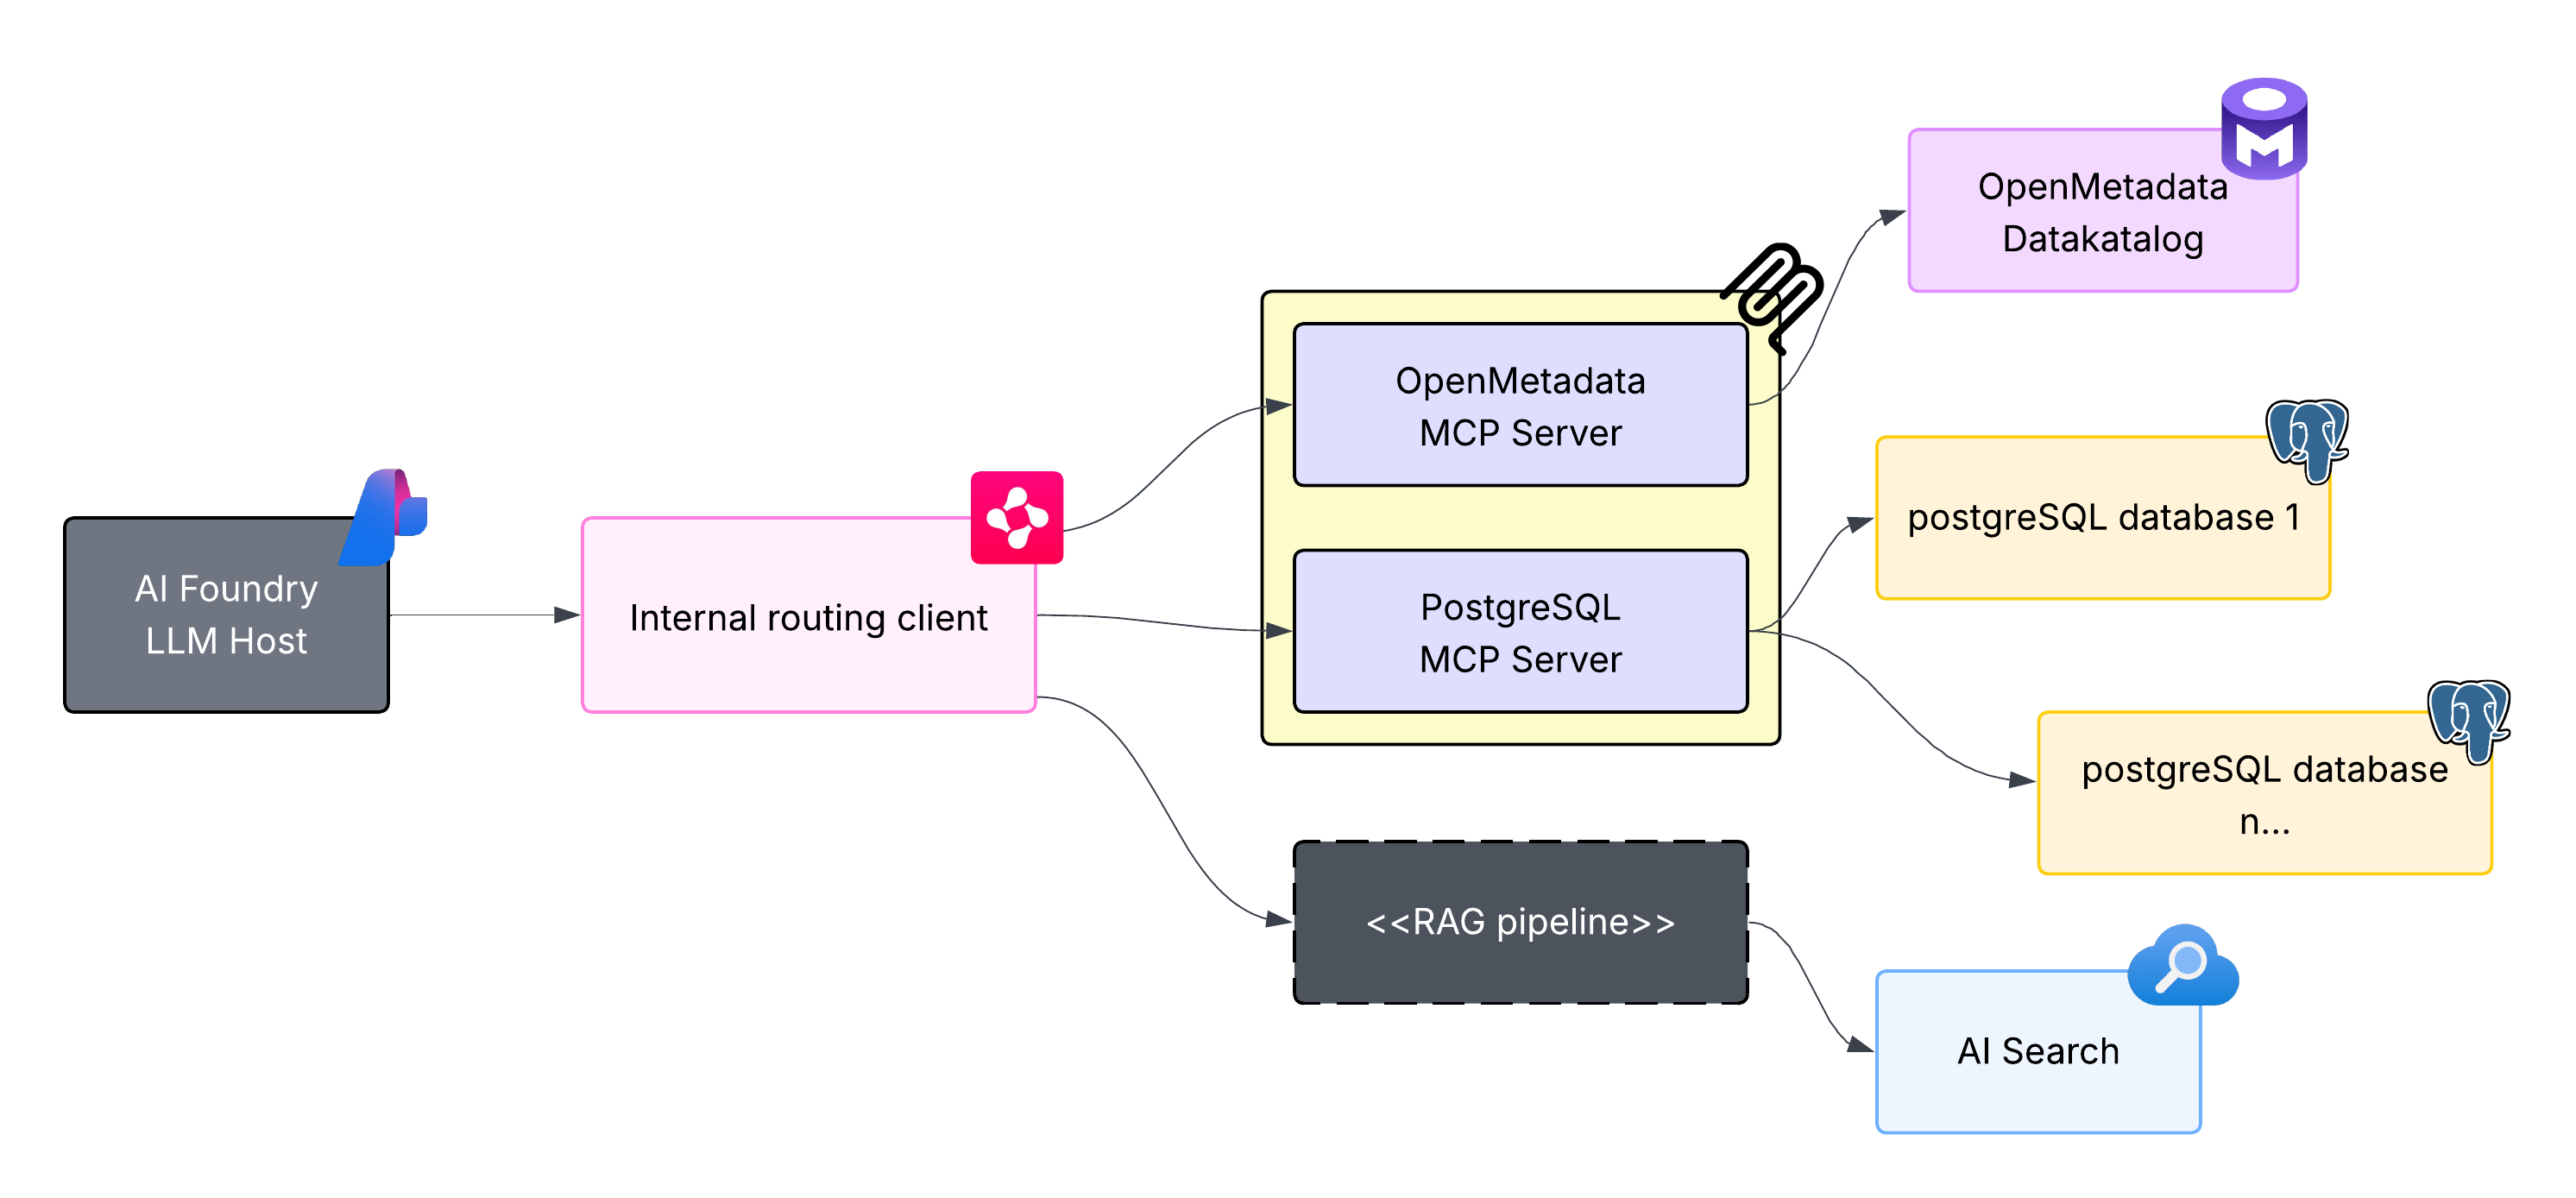 OpenMetadata
Datakatalog
OpenMetadata
MCP Server
postgreSQL database 1
AI Foundry
LLM Host
Internal routing client
PostgreSQL
MCP Server
postgreSQL database
n...
<<RAG pipeline>>
AI Search